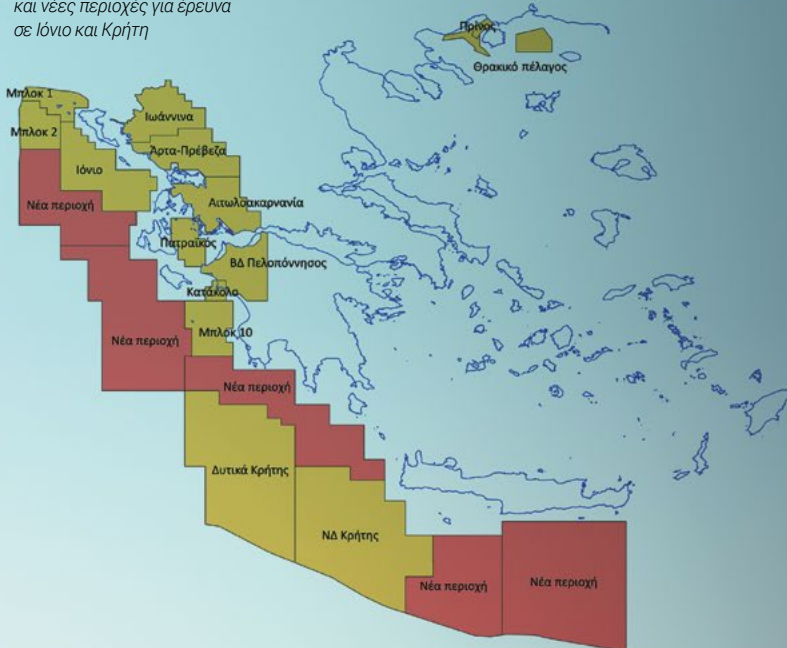 και νέες περιοχές για έρευνα
σε Ιόνιο και Κρήτη
Πρίνος
Θρακικό πέλαγος
Μπλοκ 1
Ιωάννινα
Μπλοκ 2
Άρτα-Πρέβεζα
Ιόνιο
Νέα περιοχή
Αιτωλοακαρνανία
Πατραϊκός
ΒΔ Πελοπόννησος
Κατάκολο
Μπλοκ 10
Νέα περιοχή
Νέα περιοχή
Δυτικά Κρήτης
ΝΔ Κρήτης
Νέα περιοχή
Νέα περιοχή